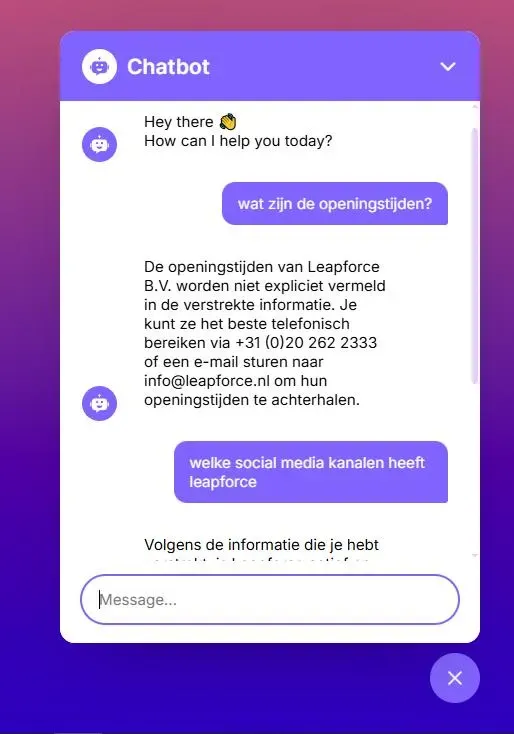 Chatbot
Hey there 👋
How can I help you today?
wat zijn de openingstijden?
De openingstijden van Leapforce
B.V. worden niet expliciet vermeld
in de verstrekte informatie. Je
kunt ze het beste telefonisch
bereiken via +31 (0)20 262 2333
of een e-mail sturen naar
info@leapforce.nl om hun
openingstijden te achterhalen.
welke social media kanalen heeft
leapforce
Volgens de informatie die je hebt
Message...